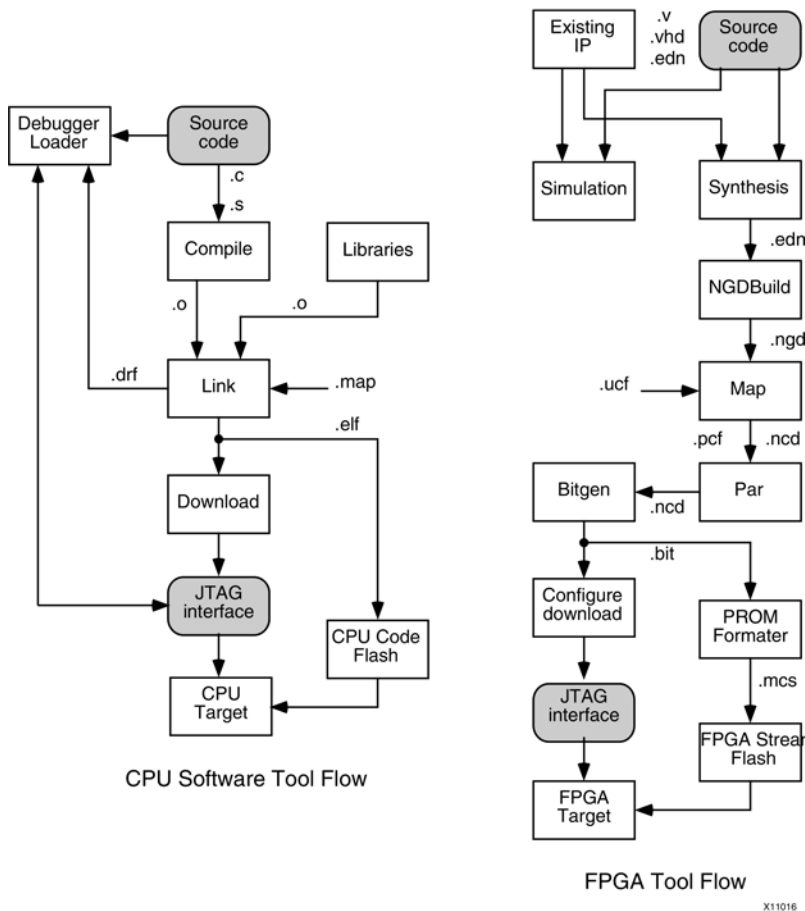 Debugger
Loader
Source
code
.c
.s
Compile
Libraries
.o
.o
.drf
Link
.map
.elf
Download
JTAG
interface
CPU Code
Flash
CPU
Target
CPU Software Tool Flow
Existing
IP
.v
.vhd
.edn
Source
code
Simulation
Synthesis
.edn
NGDBuild
.ngd
.ucf
Map
.pcf
.ncd
Bitgen
.ncd
Par
.bit
Configure
download
PROM
Formater
.mcs
JTAG
interface
FPGA Stream
Flash
FPGA
Target
FPGA Tool Flow
X11016